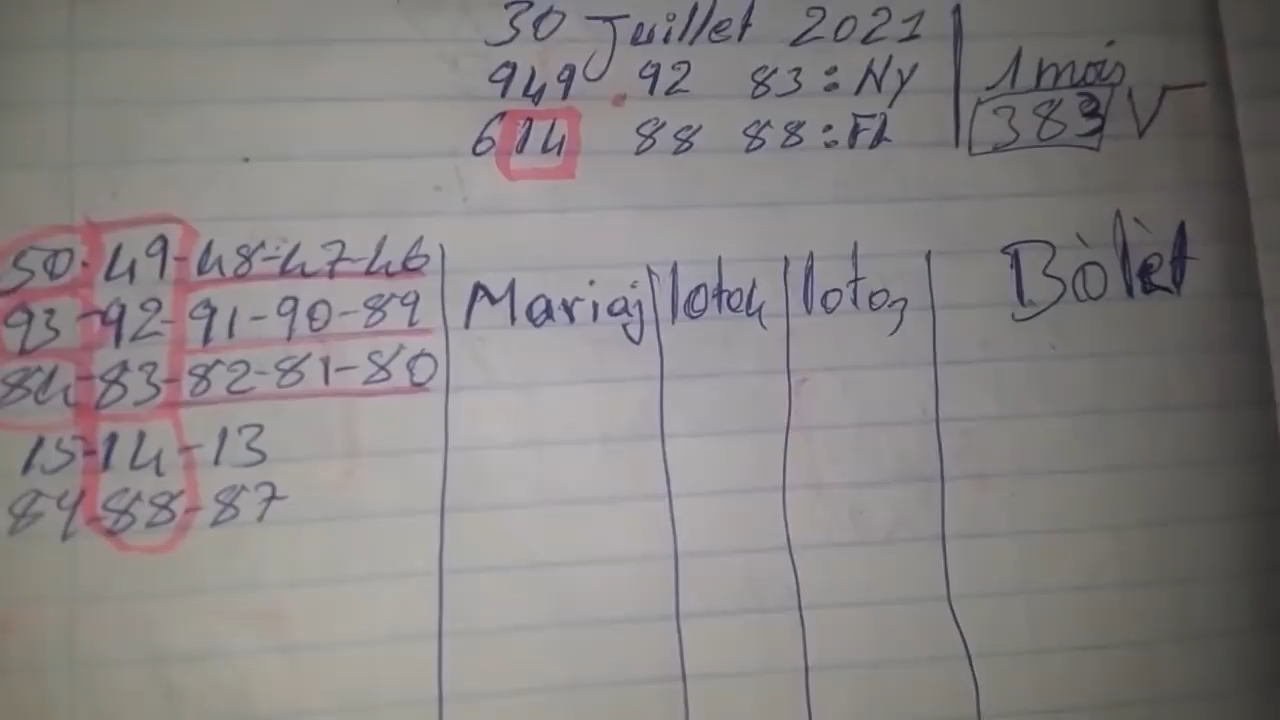 30 Juillet 2021
949 . 92 83 : NY
614 88 88 : FL
1 mois
383 V
50 - 49 - 48 - 47 - 46
93 - 92 - 91 - 90 - 89
84 - 83 - 82 - 81 - 80
15 - 14 - 13
89 - 88 - 87
Mariaj
loto4
loto3
Bòlèt